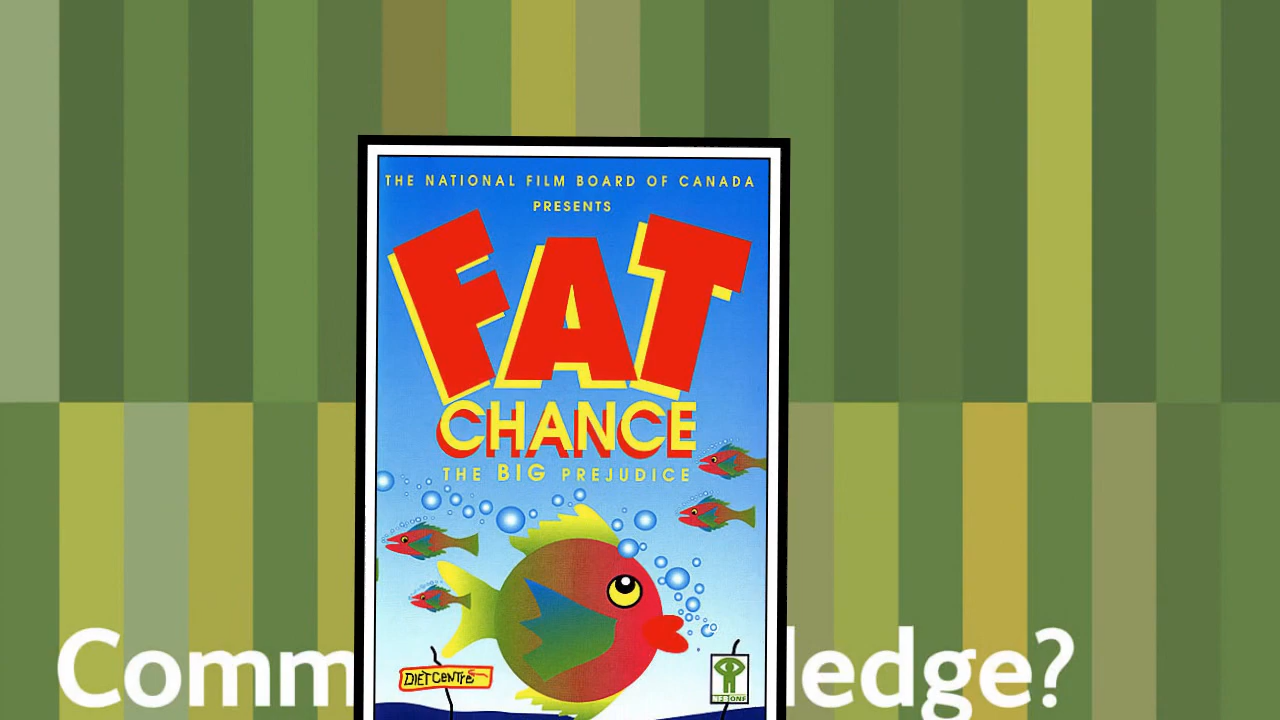 THE NATIONAL FILM BOARD OF CANADA
PRESENTS
FAT
CHANCE
THE BIG PREJUDICE
DIET CENTRE
Comm ledge?